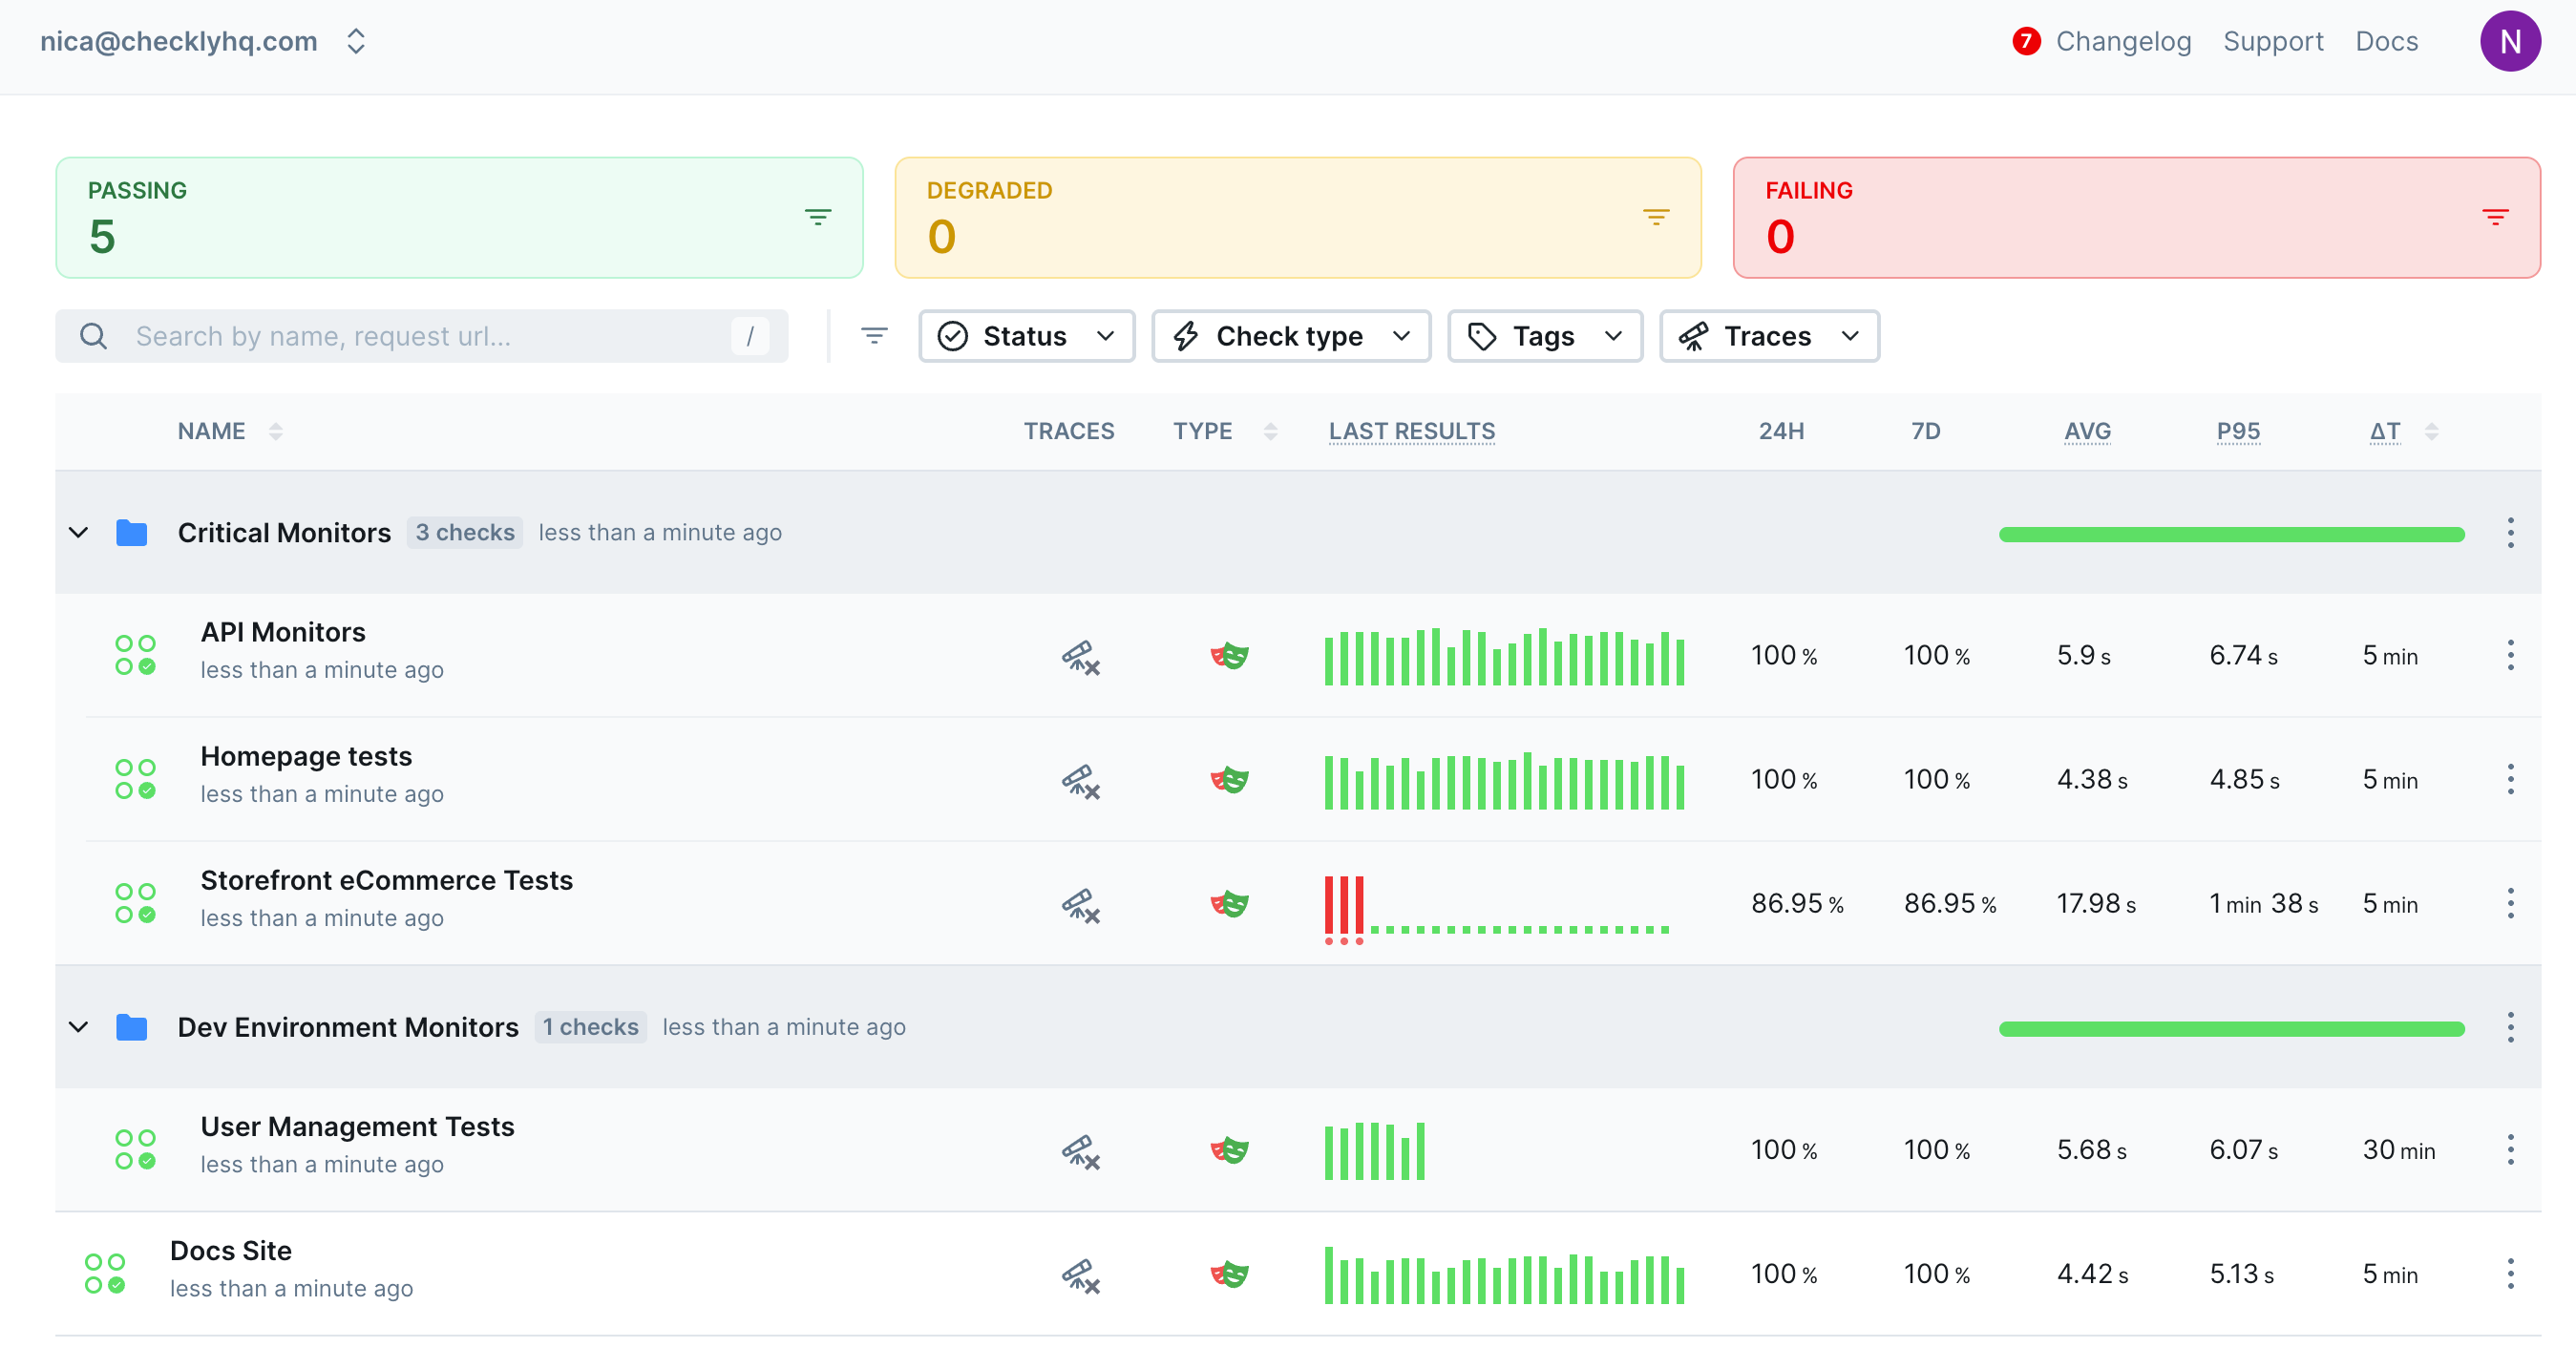 nica@checklyhq.com
7 Changelog Support Docs N
PASSING
5
DEGRADED
0
FAILING
0
Search by name, request url... /
Status Check type Tags Traces
NAME TRACES TYPE LAST RESULTS 24H 7D AVG P95 ΔT
Critical Monitors 3 checks less than a minute ago
API Monitors
less than a minute ago
100 % 100 % 5.9 s 6.74 s 5 min
Homepage tests
less than a minute ago
100 % 100 % 4.38 s 4.85 s 5 min
Storefront eCommerce Tests
less than a minute ago
86.95 % 86.95 % 17.98 s 1 min 38 s 5 min
Dev Environment Monitors 1 checks less than a minute ago
User Management Tests
less than a minute ago
100 % 100 % 5.68 s 6.07 s 30 min
Docs Site
less than a minute ago
100 % 100 % 4.42 s 5.13 s 5 min